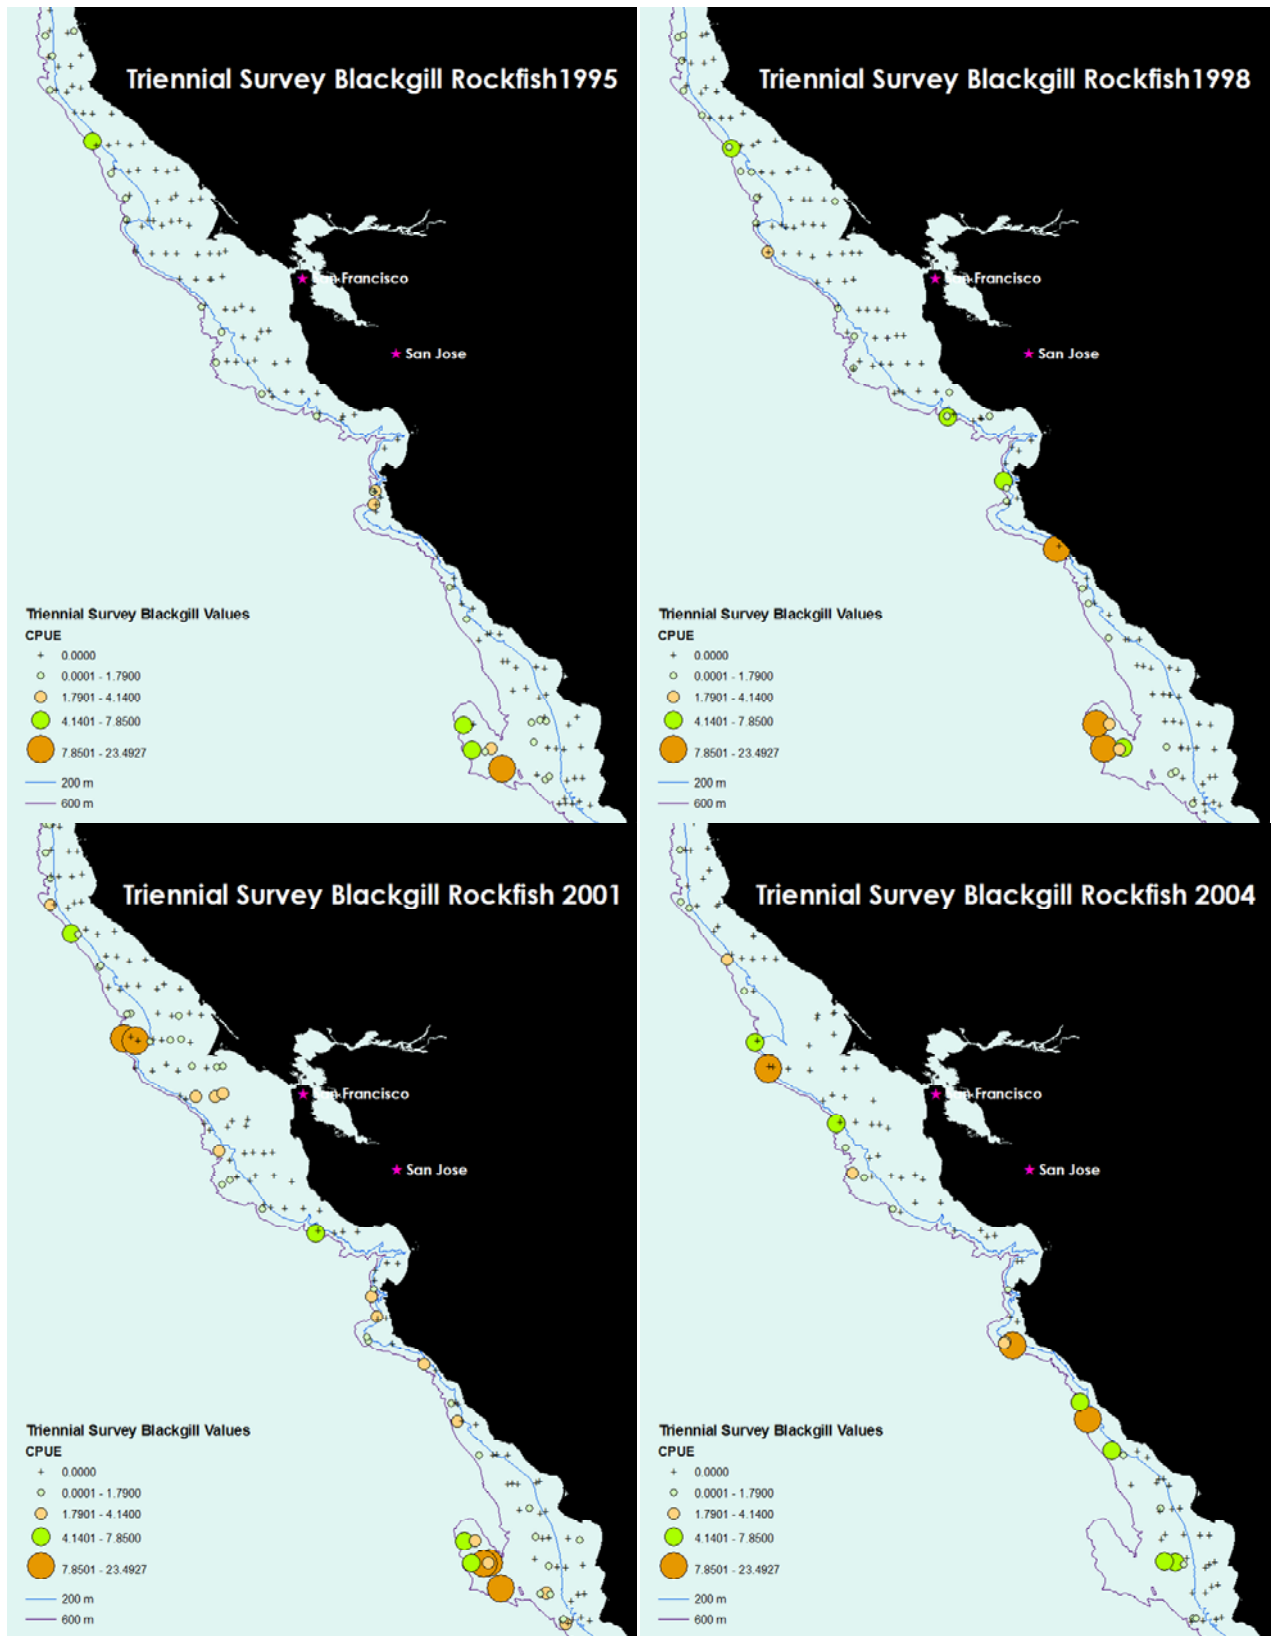 Triennial Survey Blackgill Rockfish1995
Francisco
San Jose
Triennial Survey Blackgill Values
CPUE
0.0000
0.0001 - 1.7900
1.7901 - 4.1400
4.1401 - 7.8500
7.8501 - 23.4927
200 m
600 m
Triennial Survey Blackgill Rockfish1998
Francisco
San Jose
Triennial Survey Blackgill Values
CPUE
0.0000
0.0001 - 1.7900
1.7901 - 4.1400
4.1401 - 7.8500
7.8501 - 23.4927
200 m
600 m
Triennial Survey Blackgill Rockfish 2001
Francisco
San Jose
Triennial Survey Blackgill Values
CPUE
0.0000
0.0001 - 1.7900
1.7901 - 4.1400
4.1401 - 7.8500
7.8501 - 23.4927
200 m
600 m
Triennial Survey Blackgill Rockfish 2004
Francisco
San Jose
Triennial Survey Blackgill Values
CPUE
0.0000
0.0001 - 1.7900
1.7901 - 4.1400
4.1401 - 7.8500
7.8501 - 23.4927
200 m
600 m